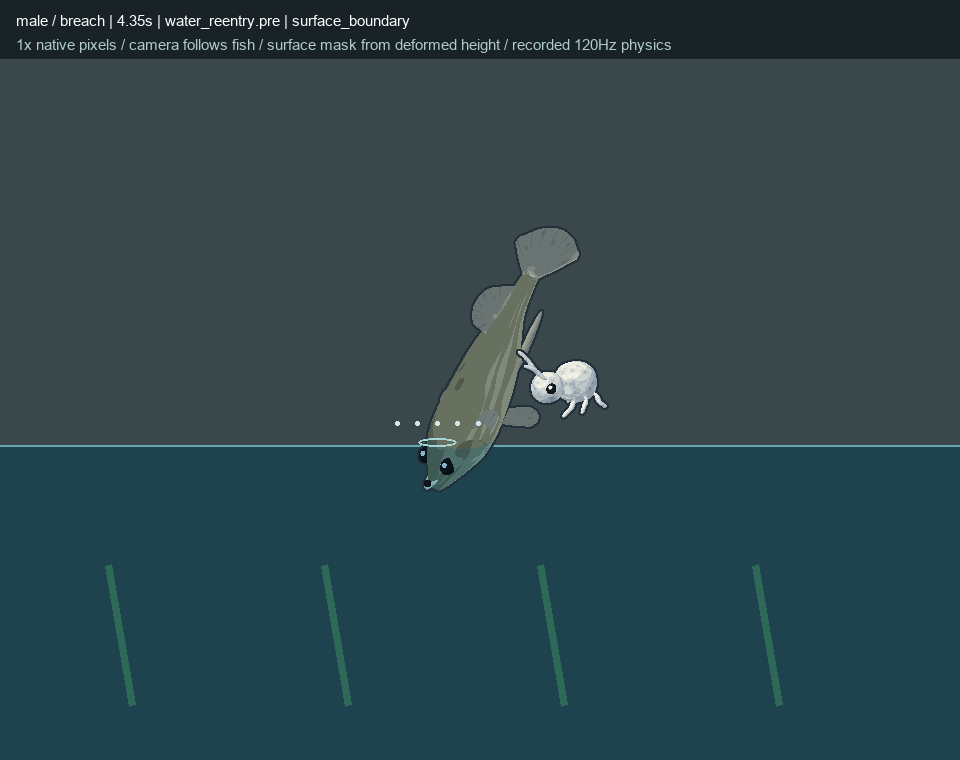 male / breach | 4.35s | water_reentry.pre | surface_boundary
1x native pixels / camera follows fish / surface mask from deformed height / recorded 120Hz physics